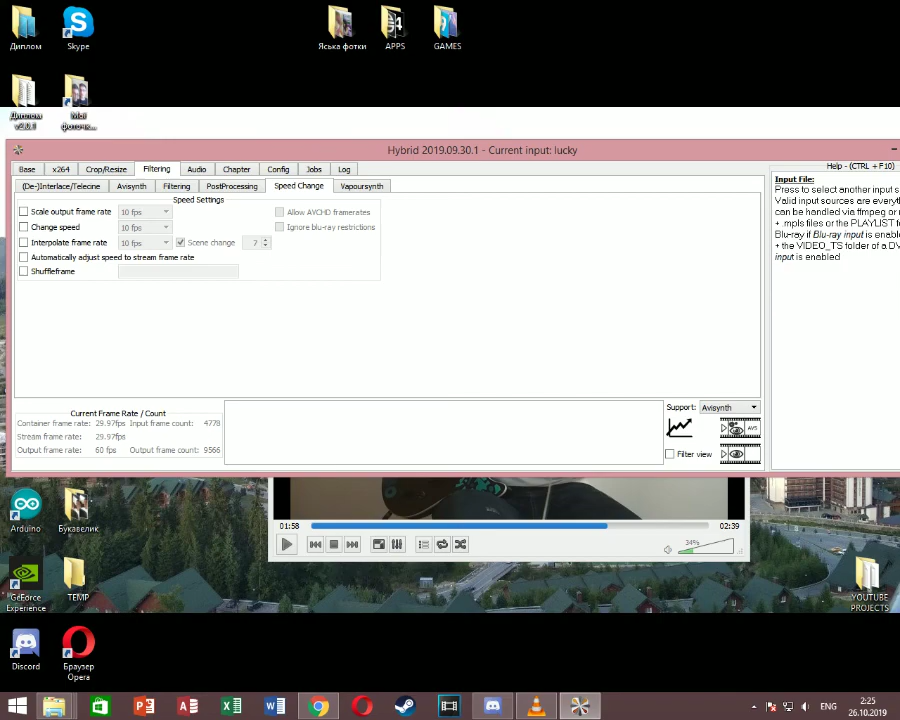 Диплом
Skype
Яська фотки
APPS
GAMES
Диплом
v2.0.1
Мої
фоточк...
Hybrid 2019.09.30.1 - Current input: lucky
Base x264 Crop/Resize Filtering Audio Chapter Config Jobs Log
Help - (CTRL + F10)
(De-)Interlace/Telecine Avisynth Filtering PostProcessing Speed Change Vapoursynth
Input File:
Press to select another input s
Valid input sources are everyt
can be handled via ffmpeg or
+ .mpls files or the PLAYLIST
Blu-ray if Blu-ray input is enab
+ the VIDEO_TS folder of a D
input is enabled
Speed Settings
Scale output frame rate 10 fps Allow AVCHD framerates
Change speed 10 fps Ignore blu-ray restrictions
Interpolate frame rate 10 fps Scene change 7
Automatically adjust speed to stream frame rate
Shuffleframe
Current Frame Rate / Count
Container frame rate: 29.97fps Input frame count: 4778
Stream frame rate: 29.97fps
Output frame rate: 60 fps Output frame count: 9566
Support: Avisynth
AVS
Filter view
Arduino
Букавелик
01:58
02:39
34%
GeForce
Experience
TEMP
YOUTUBE
PROJECTS
Discord
Браузер
Opera
ENG
2:25
26.10.2019